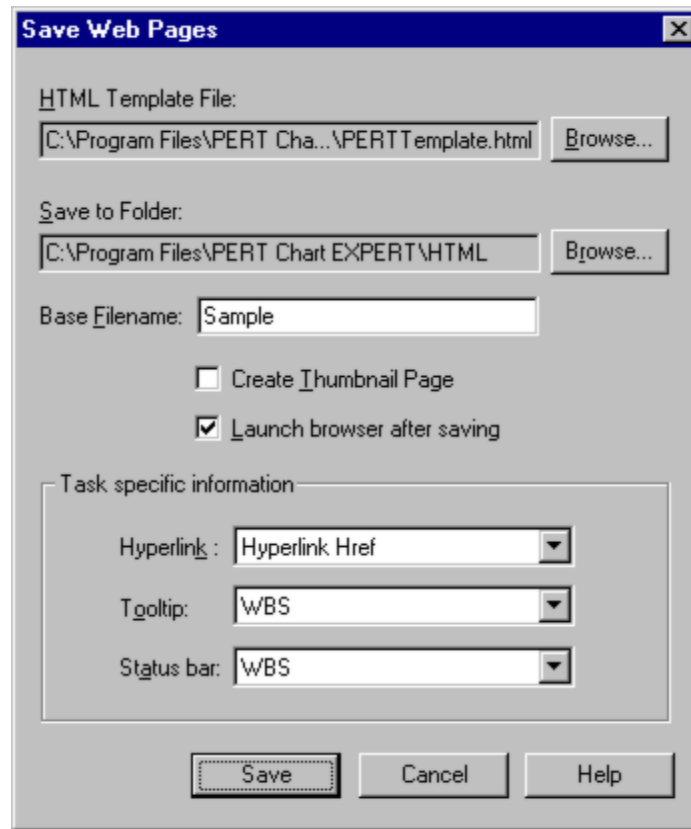 Save Web Pages
HTML Template File:
C:\Program Files\PERT Cha...\PERTTemplate.html Browse...
Save to Folder:
C:\Program Files\PERT Chart EXPERT\HTML Browse...
Base Filename: Sample
Create Thumbnail Page
Launch browser after saving
Task specific information
Hyperlink : Hyperlink Href
Tooltip: WBS
Status bar: WBS
Save Cancel Help